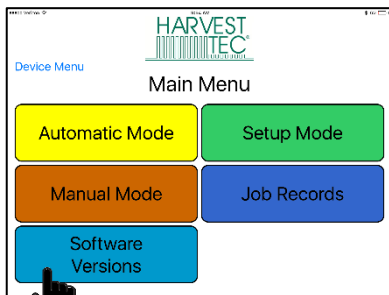 HARVEST
TEC
Device Menu
Main Menu
Automatic Mode
Setup Mode
Manual Mode
Job Records
Software
Versions